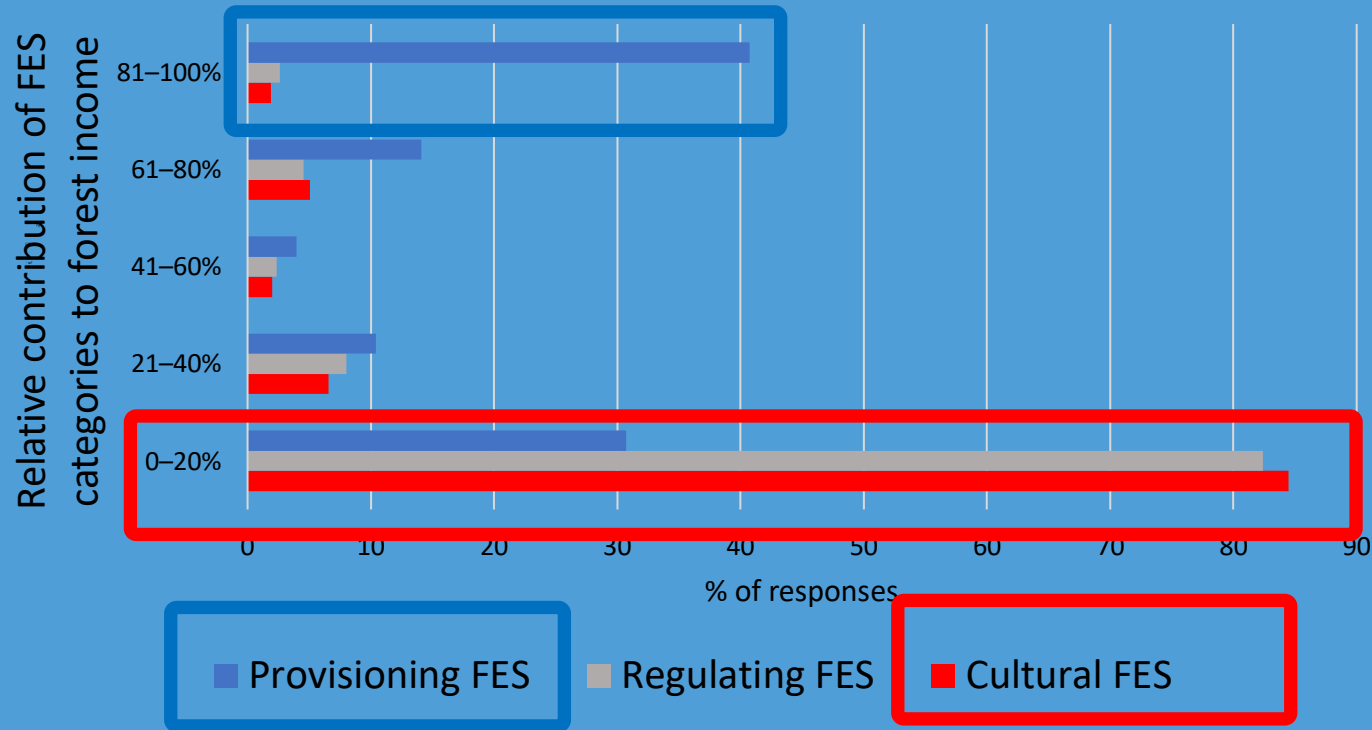 Relative contribution of FES
categories to forest income
81–100%
61–80%
41–60%
21–40%
0–20%
0 10 20 30 40 50 60 70 80 90
% of responses
Provisioning FES Regulating FES Cultural FES